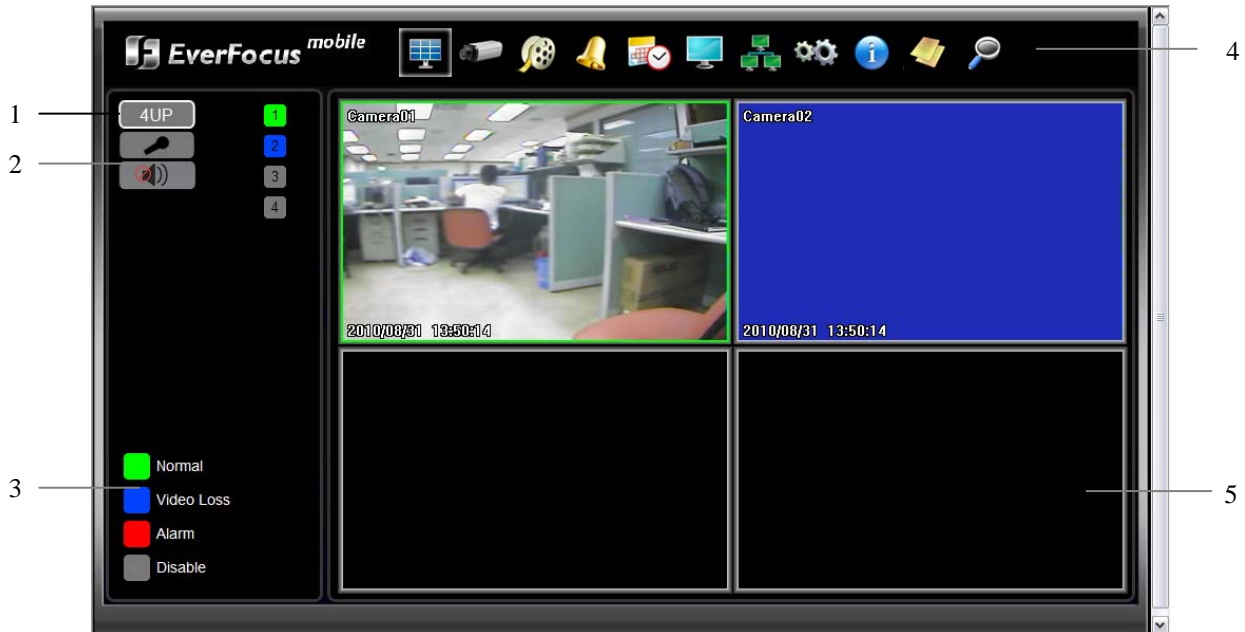 EverFocus mobile
4
1
4UP
1
2
2
3
4
Camera01
Camera02
2010/08/31 13:50:14
2010/08/31 13:50:14
3
Normal
Video Loss
Alarm
Disable
5